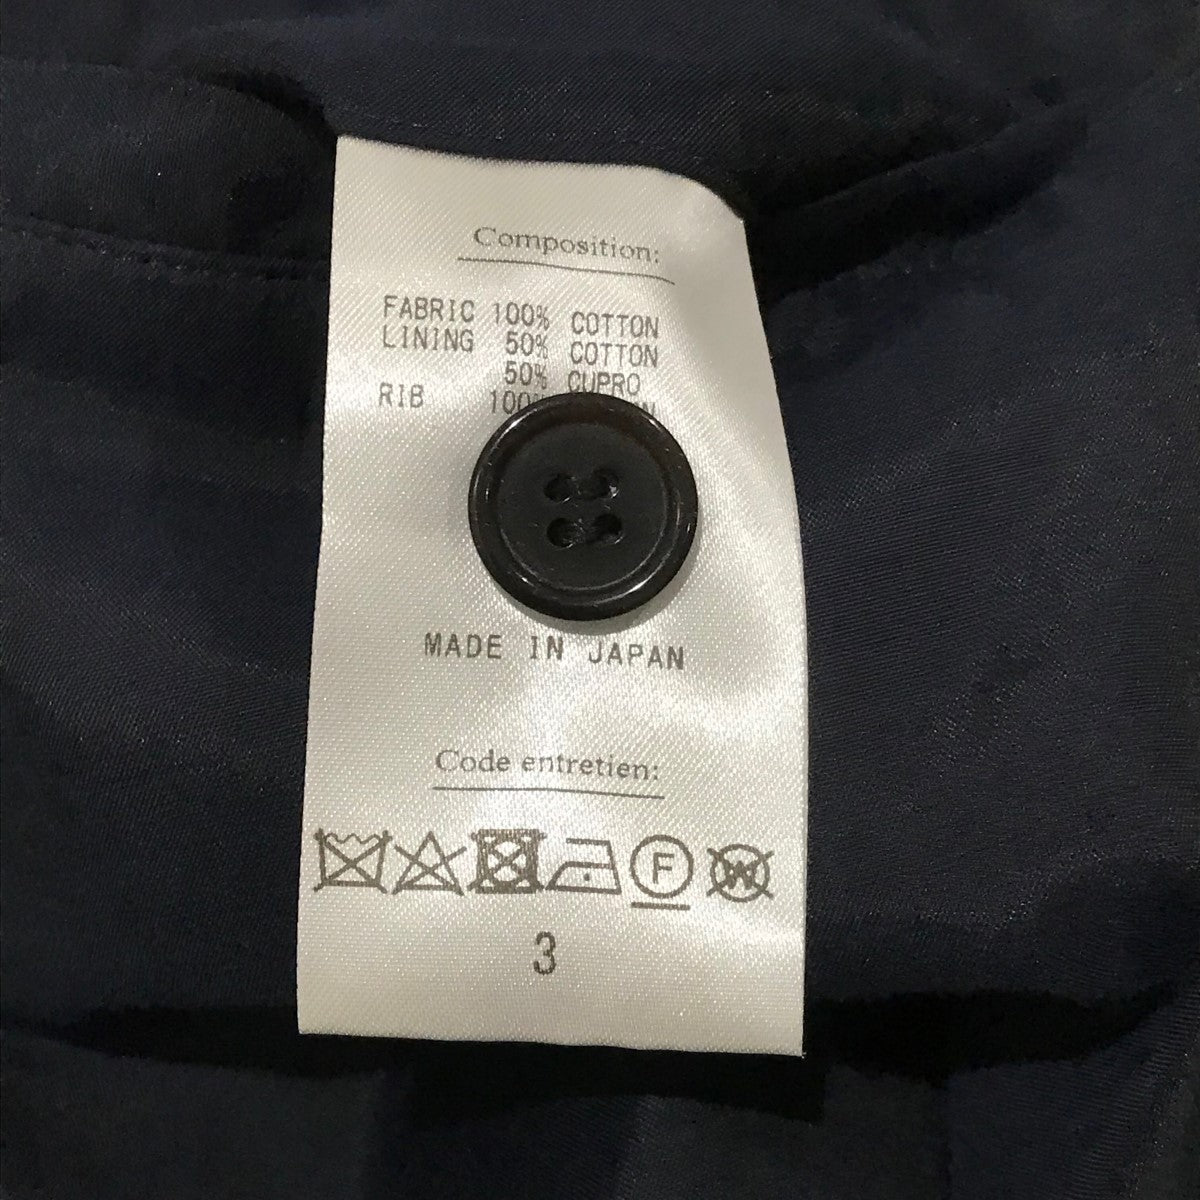 Composition:
FABRIC 100% COTTON
LINING 50% COTTON
50% CUPRO
RIB
MADE IN JAPAN
Code entretien:
F W
3